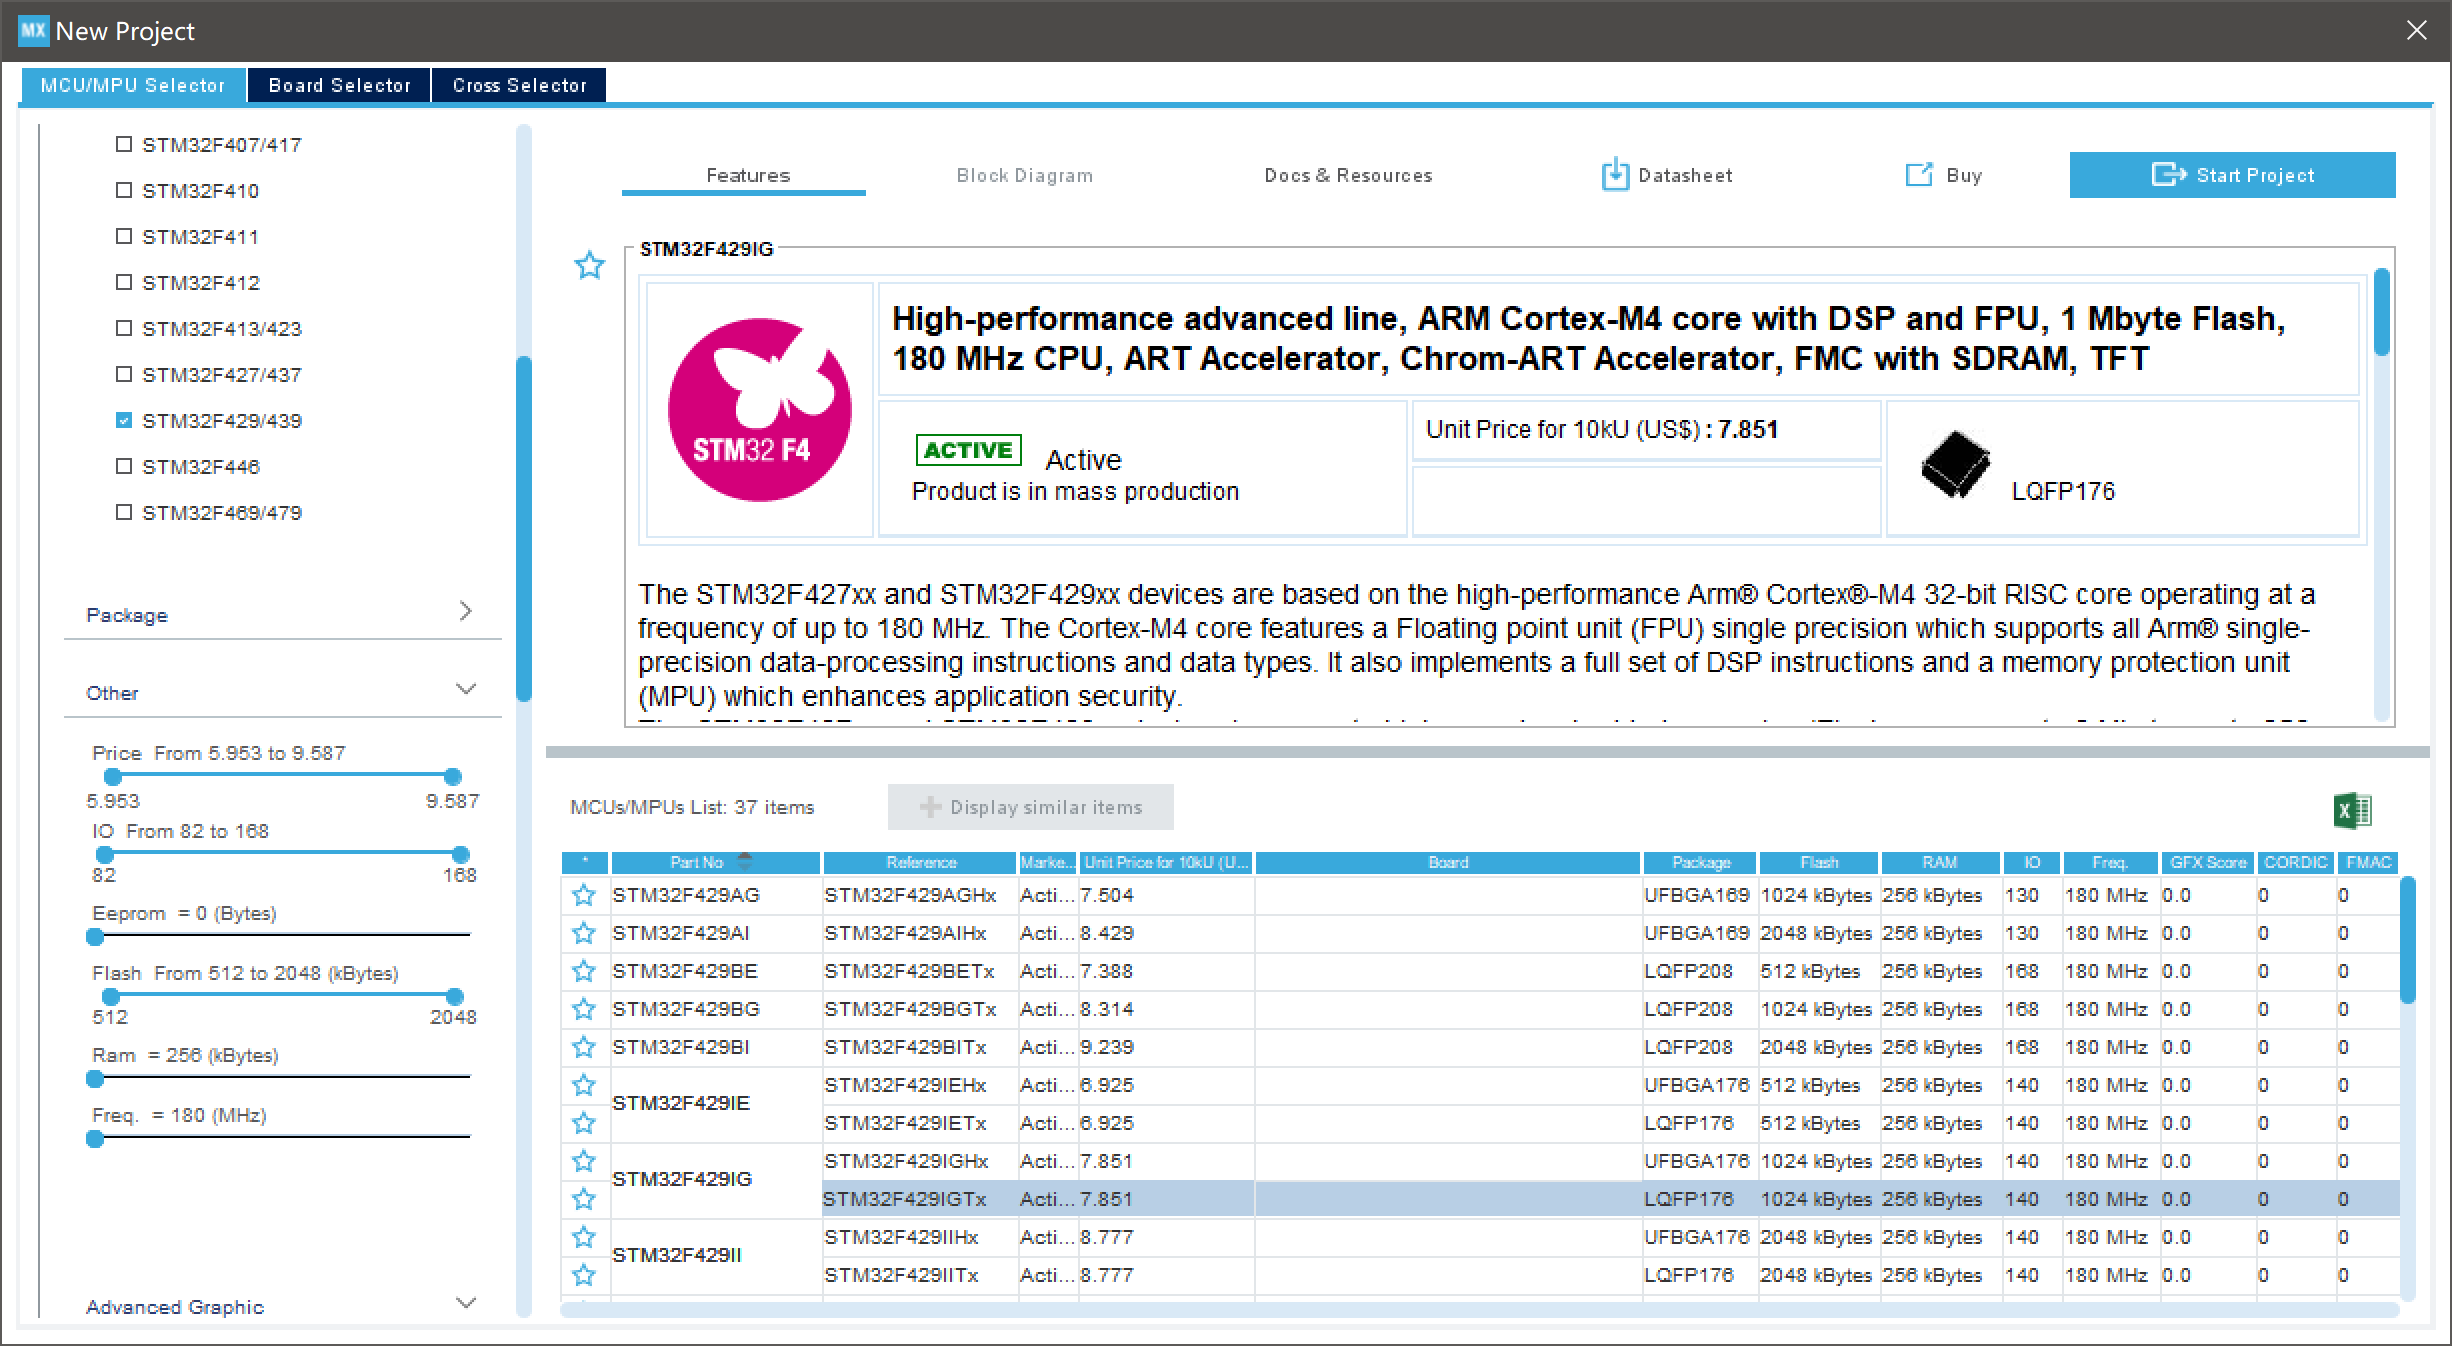 MX New Project
MCU/MPU Selector Board Selector Cross Selector
STM32F407/417
STM32F410
STM32F411
STM32F412
STM32F413/423
STM32F427/437
STM32F429/439
STM32F446
STM32F469/479
Package
Other
Price From 5.953 to 9.587
5.953 9.587
IO From 82 to 168
82 168
Eeprom = 0 (Bytes)
Flash From 512 to 2048 (kBytes)
512 2048
Ram = 256 (kBytes)
Freq. = 180 (MHz)
Advanced Graphic
Features Block Diagram Docs & Resources Datasheet Buy Start Project
STM32F429IG
STM32 F4
High-performance advanced line, ARM Cortex-M4 core with DSP and FPU, 1 Mbyte Flash,
180 MHz CPU, ART Accelerator, Chrom-ART Accelerator, FMC with SDRAM, TFT
ACTIVE Active
Product is in mass production
Unit Price for 10kU (US$) : 7.851
LQFP176
The STM32F427xx and STM32F429xx devices are based on the high-performance Arm® Cortex®-M4 32-bit RISC core operating at a
frequency of up to 180 MHz. The Cortex-M4 core features a Floating point unit (FPU) single precision which supports all Arm® single-
precision data-processing instructions and data types. It also implements a full set of DSP instructions and a memory protection unit
(MPU) which enhances application security.
MCUs/MPUs List: 37 items Display similar items
* Part No Reference Marke... Unit Price for 10kU (U... Board Package Flash RAM IO Freq. GFX Score CORDIC FMAC
STM32F429AG STM32F429AGHx Acti... 7.504 UFBGA169 1024 kBytes 256 kBytes 130 180 MHz 0.0 0 0
STM32F429AI STM32F429AIHx Acti... 8.429 UFBGA169 2048 kBytes 256 kBytes 130 180 MHz 0.0 0 0
STM32F429BE STM32F429BETx Acti... 7.388 LQFP208 512 kBytes 256 kBytes 168 180 MHz 0.0 0 0
STM32F429BG STM32F429BGTx Acti... 8.314 LQFP208 1024 kBytes 256 kBytes 168 180 MHz 0.0 0 0
STM32F429BI STM32F429BITx Acti... 9.239 LQFP208 2048 kBytes 256 kBytes 168 180 MHz 0.0 0 0
STM32F429IE STM32F429IEHx Acti... 6.925 UFBGA176 512 kBytes 256 kBytes 140 180 MHz 0.0 0 0
STM32F429IETx Acti... 6.925 LQFP176 512 kBytes 256 kBytes 140 180 MHz 0.0 0 0
STM32F429IG STM32F429IGHx Acti... 7.851 UFBGA176 1024 kBytes 256 kBytes 140 180 MHz 0.0 0 0
STM32F429IGTx Acti... 7.851 LQFP176 1024 kBytes 256 kBytes 140 180 MHz 0.0 0 0
STM32F429II STM32F429IIHx Acti... 8.777 UFBGA176 2048 kBytes 256 kBytes 140 180 MHz 0.0 0 0
STM32F429IITx Acti... 8.777 LQFP176 2048 kBytes 256 kBytes 140 180 MHz 0.0 0 0